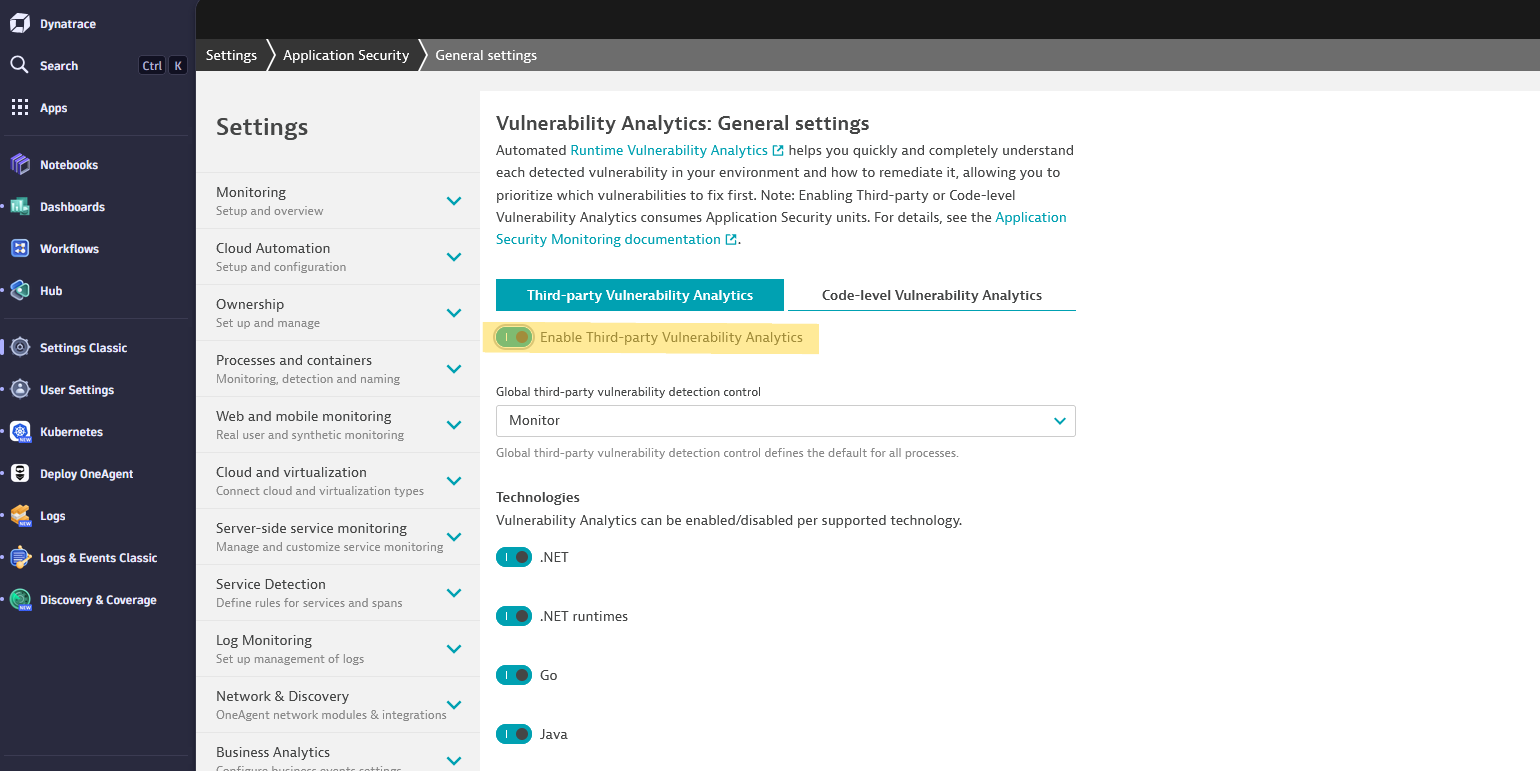 Dynatrace
Search Ctrl K
Apps
Notebooks
Dashboards
Workflows
Hub
Settings Classic
User Settings
Kubernetes
NEW
Deploy OneAgent
Logs
NEW
Logs & Events Classic
Discovery & Coverage
NEW
Settings
Application Security
General settings
Settings
Monitoring
Setup and overview
Cloud Automation
Setup and configuration
Ownership
Set up and manage
Processes and containers
Monitoring, detection and naming
Web and mobile monitoring
Real user and synthetic monitoring
Cloud and virtualization
Connect cloud and virtualization types
Server-side service monitoring
Manage and customize service monitoring
Service Detection
Define rules for services and spans
Log Monitoring
Set up management of logs
Network & Discovery
OneAgent network modules & integrations
Business Analytics
Configure business events settings
Vulnerability Analytics: General settings
Automated Runtime Vulnerability Analytics helps you quickly and completely understand
each detected vulnerability in your environment and how to remediate it, allowing you to
prioritize which vulnerabilities to fix first. Note: Enabling Third-party or Code-level
Vulnerability Analytics consumes Application Security units. For details, see the Application
Security Monitoring documentation.
Third-party Vulnerability Analytics
Code-level Vulnerability Analytics
Enable Third-party Vulnerability Analytics
Global third-party vulnerability detection control
Monitor
Global third-party vulnerability detection control defines the default for all processes.
Technologies
Vulnerability Analytics can be enabled/disabled per supported technology.
.NET
.NET runtimes
Go
Java